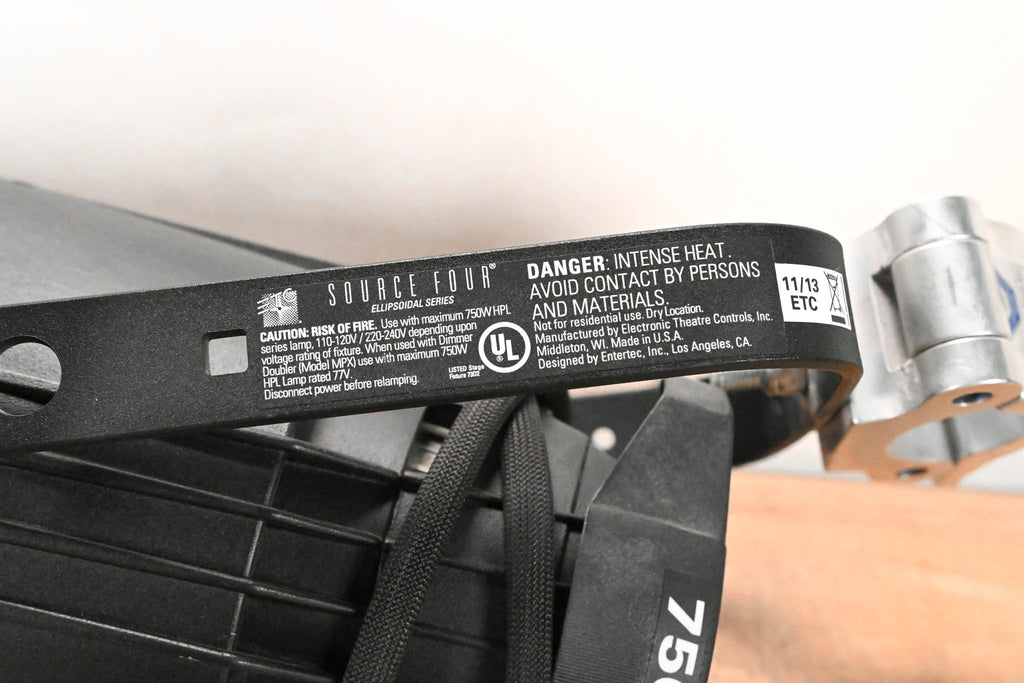 SOURCE FOUR®
ELLIPSOIDAL SERIES
CAUTION: RISK OF FIRE. Use with maximum 750W HPL
series lamp, 110-120V / 220-240V depending upon
voltage rating of fixture. When used with Dimmer
Doubler (Model MPX) use with maximum 750W
HPL Lamp rated 77V.
Disconnect power before relamping.
UL
LISTED Stage
Fixture 73D2
DANGER: INTENSE HEAT.
AVOID CONTACT BY PERSONS
AND MATERIALS.
Not for residential use. Dry Location.
Manufactured by Electronic Theatre Controls, Inc.
Middleton, WI. Made in U.S.A.
Designed by Entertec, Inc., Los Angeles, CA.
11/13
ETC
750